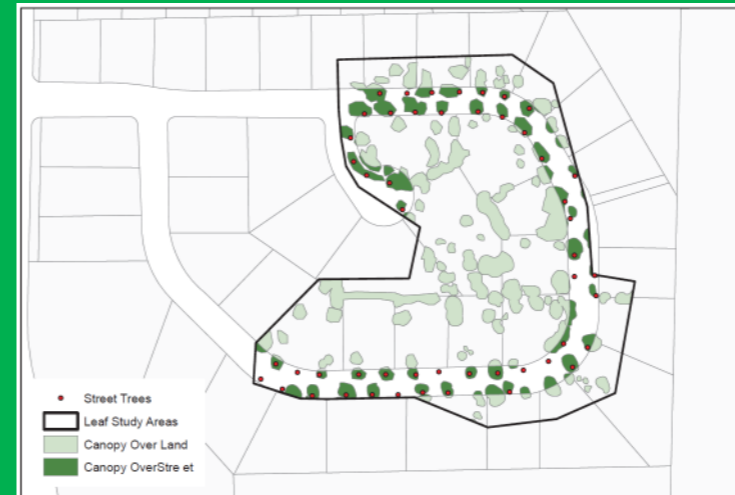 Street Trees
Leaf Study Areas
Canopy Over Land
Canopy OverStre et